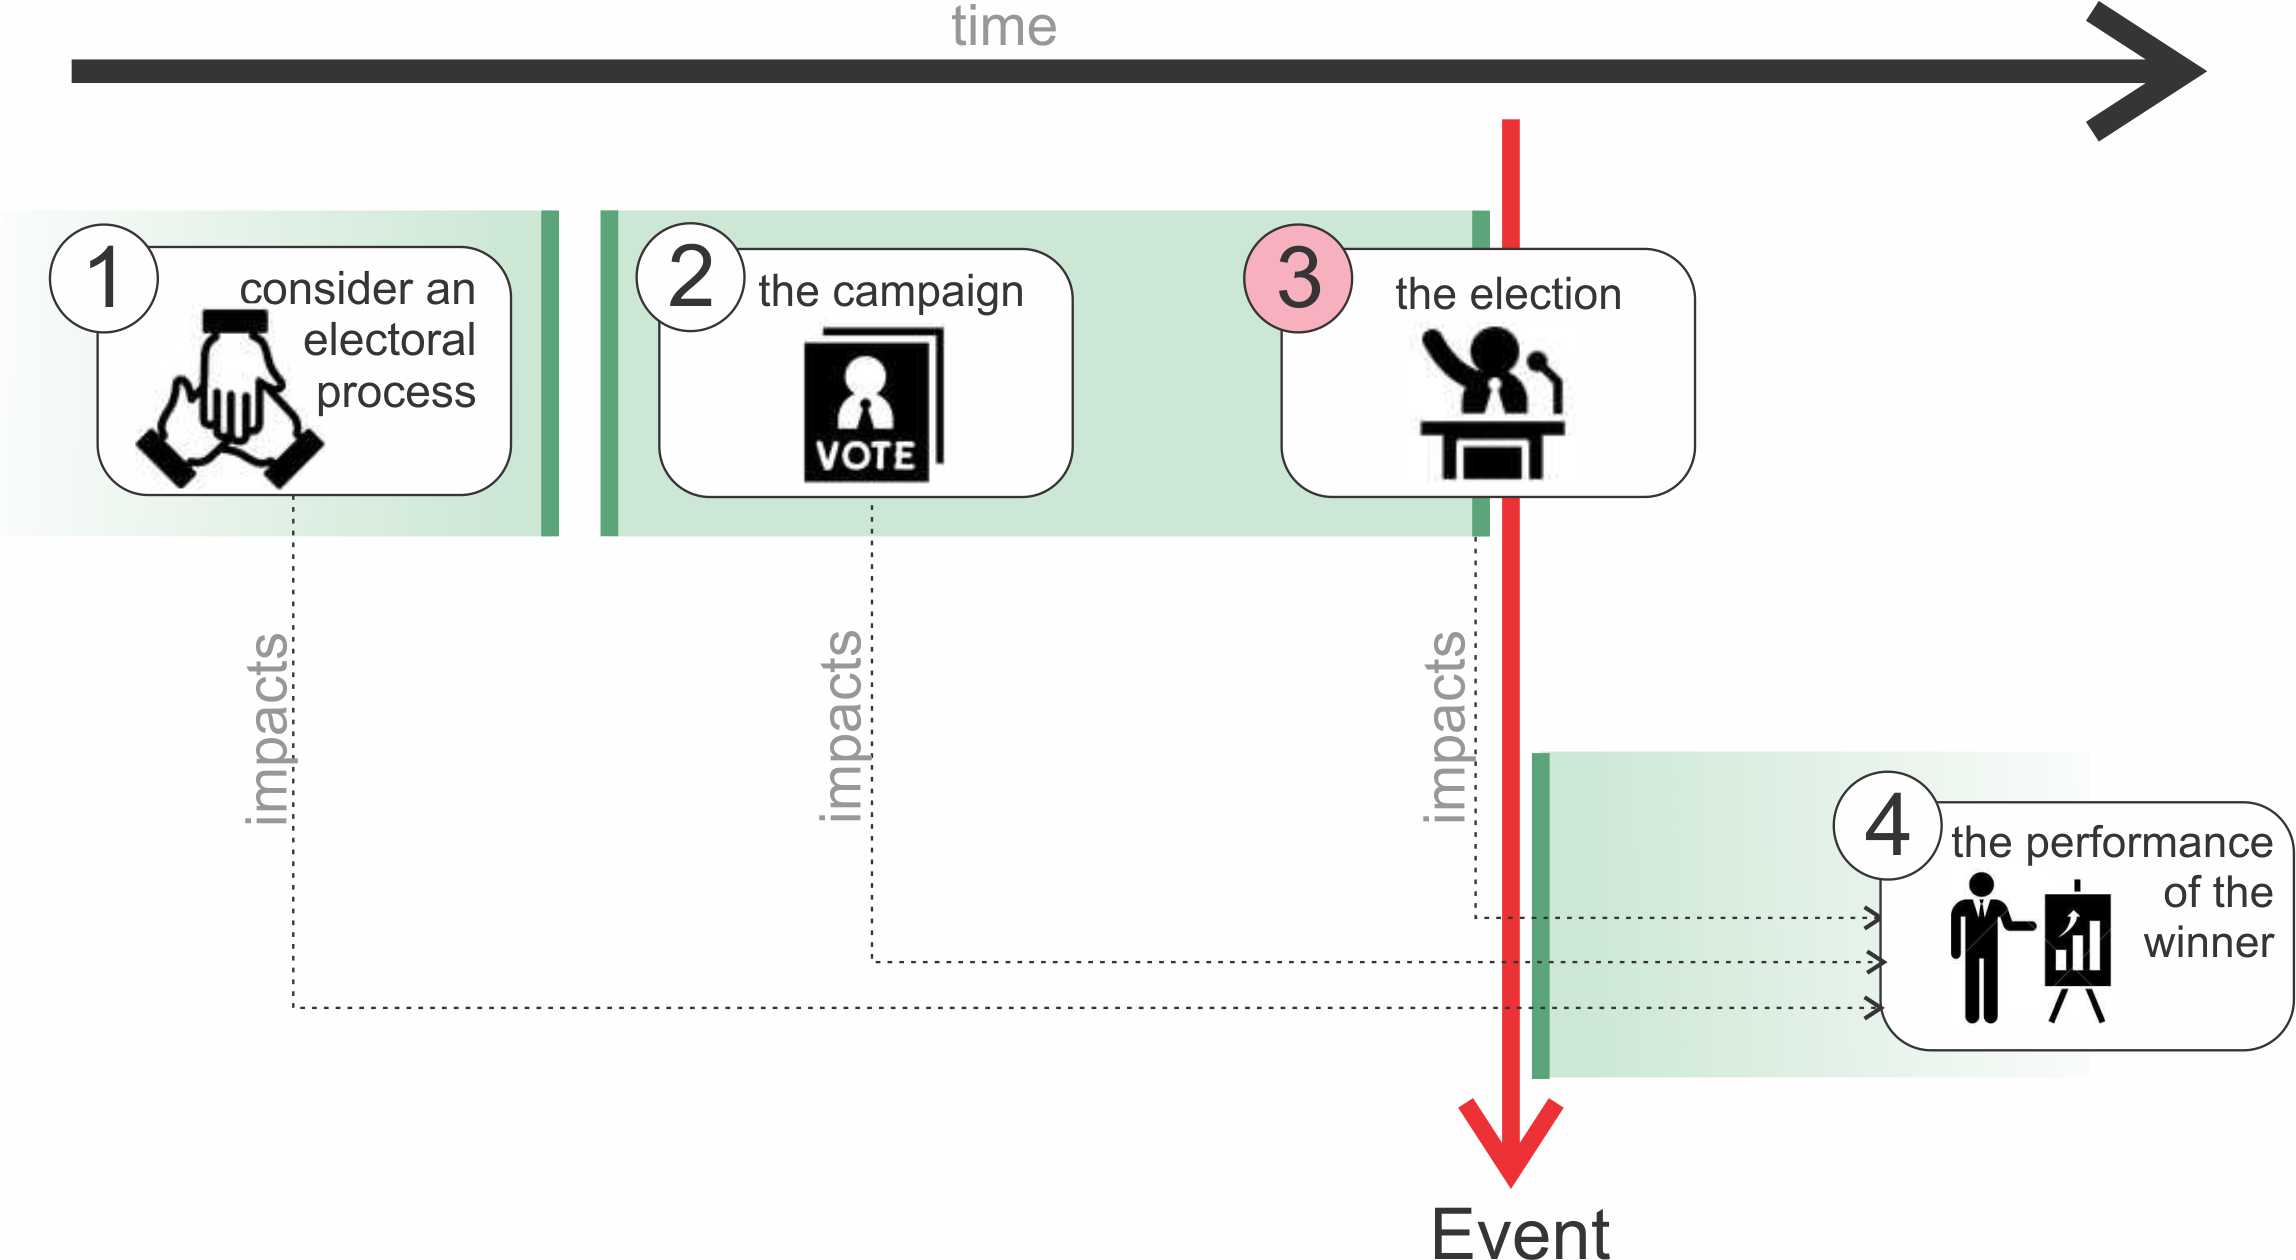 time
1
consider an
electoral
process
2
the campaign
VOTE
3
the election
impacts
impacts
impacts
4
the performance
of the
winner
Event